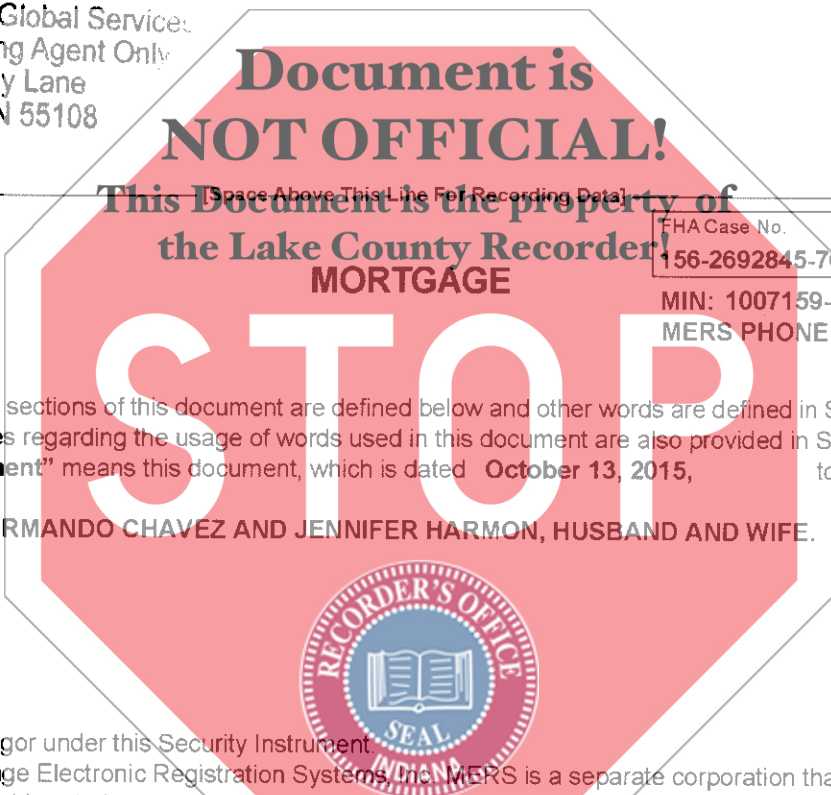 Global Services
ng Agent Only
y Lane
N 55108
Document is
NOT OFFICIAL!
[Space Above This Line For Recording Data]
This Document is the property of
the Lake County Recorder!
FHA Case No.
156-2692845-70
MORTGAGE
MIN: 1007159-
MERS PHONE
STOP
sections of this document are defined below and other words are defined in S
s regarding the usage of words used in this document are also provided in S
ent” means this document, which is dated October 13, 2015, to
RMANDO CHAVEZ AND JENNIFER HARMON, HUSBAND AND WIFE.
RECORDER'S OFFICE
SEAL
INDIANA
gor under this Security Instrument.
ge Electronic Registration Systems, Inc. MERS is a separate corporation tha